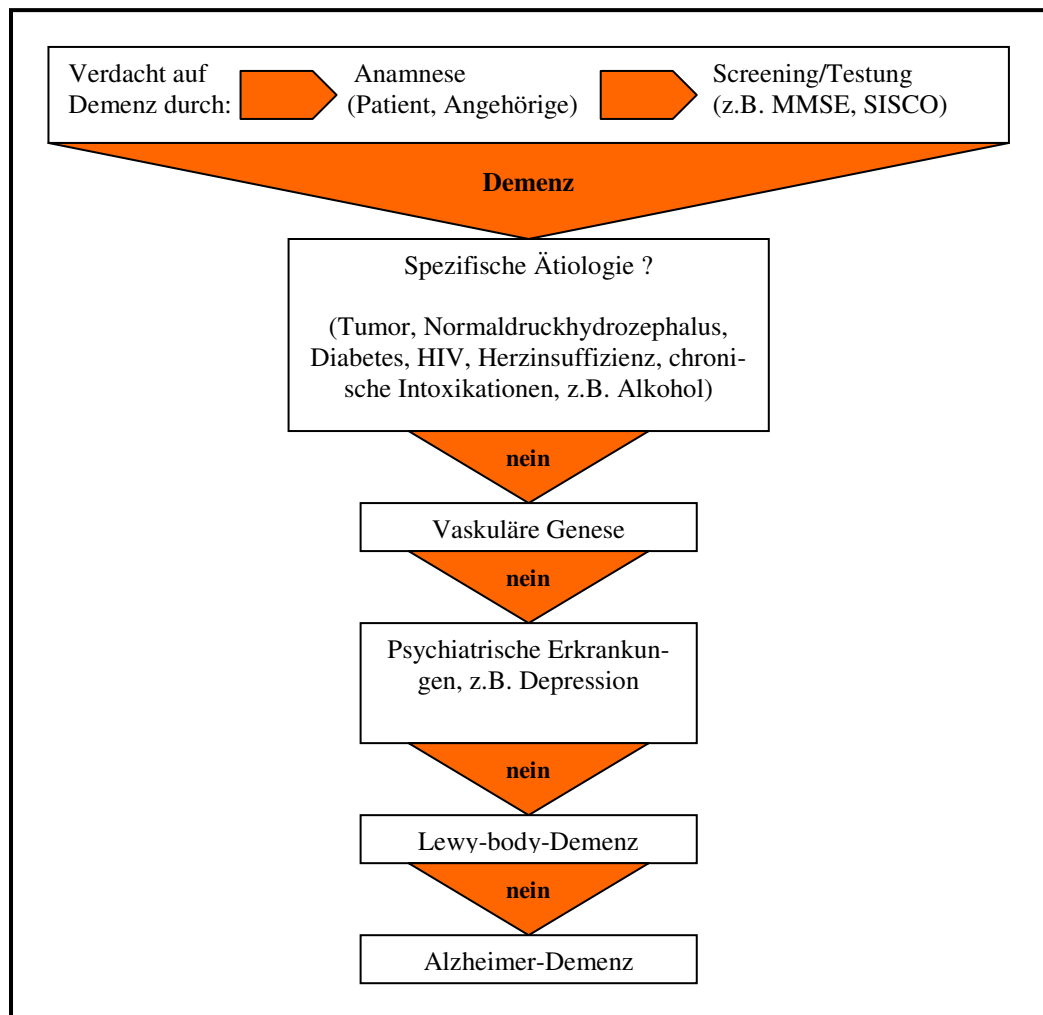 Verdacht auf
Demenz durch:
Anamnese
(Patient, Angehörige)
Screening/Testung
(z.B. MMSE, SISCO)
Demenz
Spezifische Ätiologie ?
(Tumor, Normaldruckhydrozephalus,
Diabetes, HIV, Herzinsuffizienz, chroni-
sche Intoxikationen, z.B. Alkohol)
nein
Vaskuläre Genese
nein
Psychiatrische Erkrankun-
gen, z.B. Depression
nein
Lewy-body-Demenz
nein
Alzheimer-Demenz